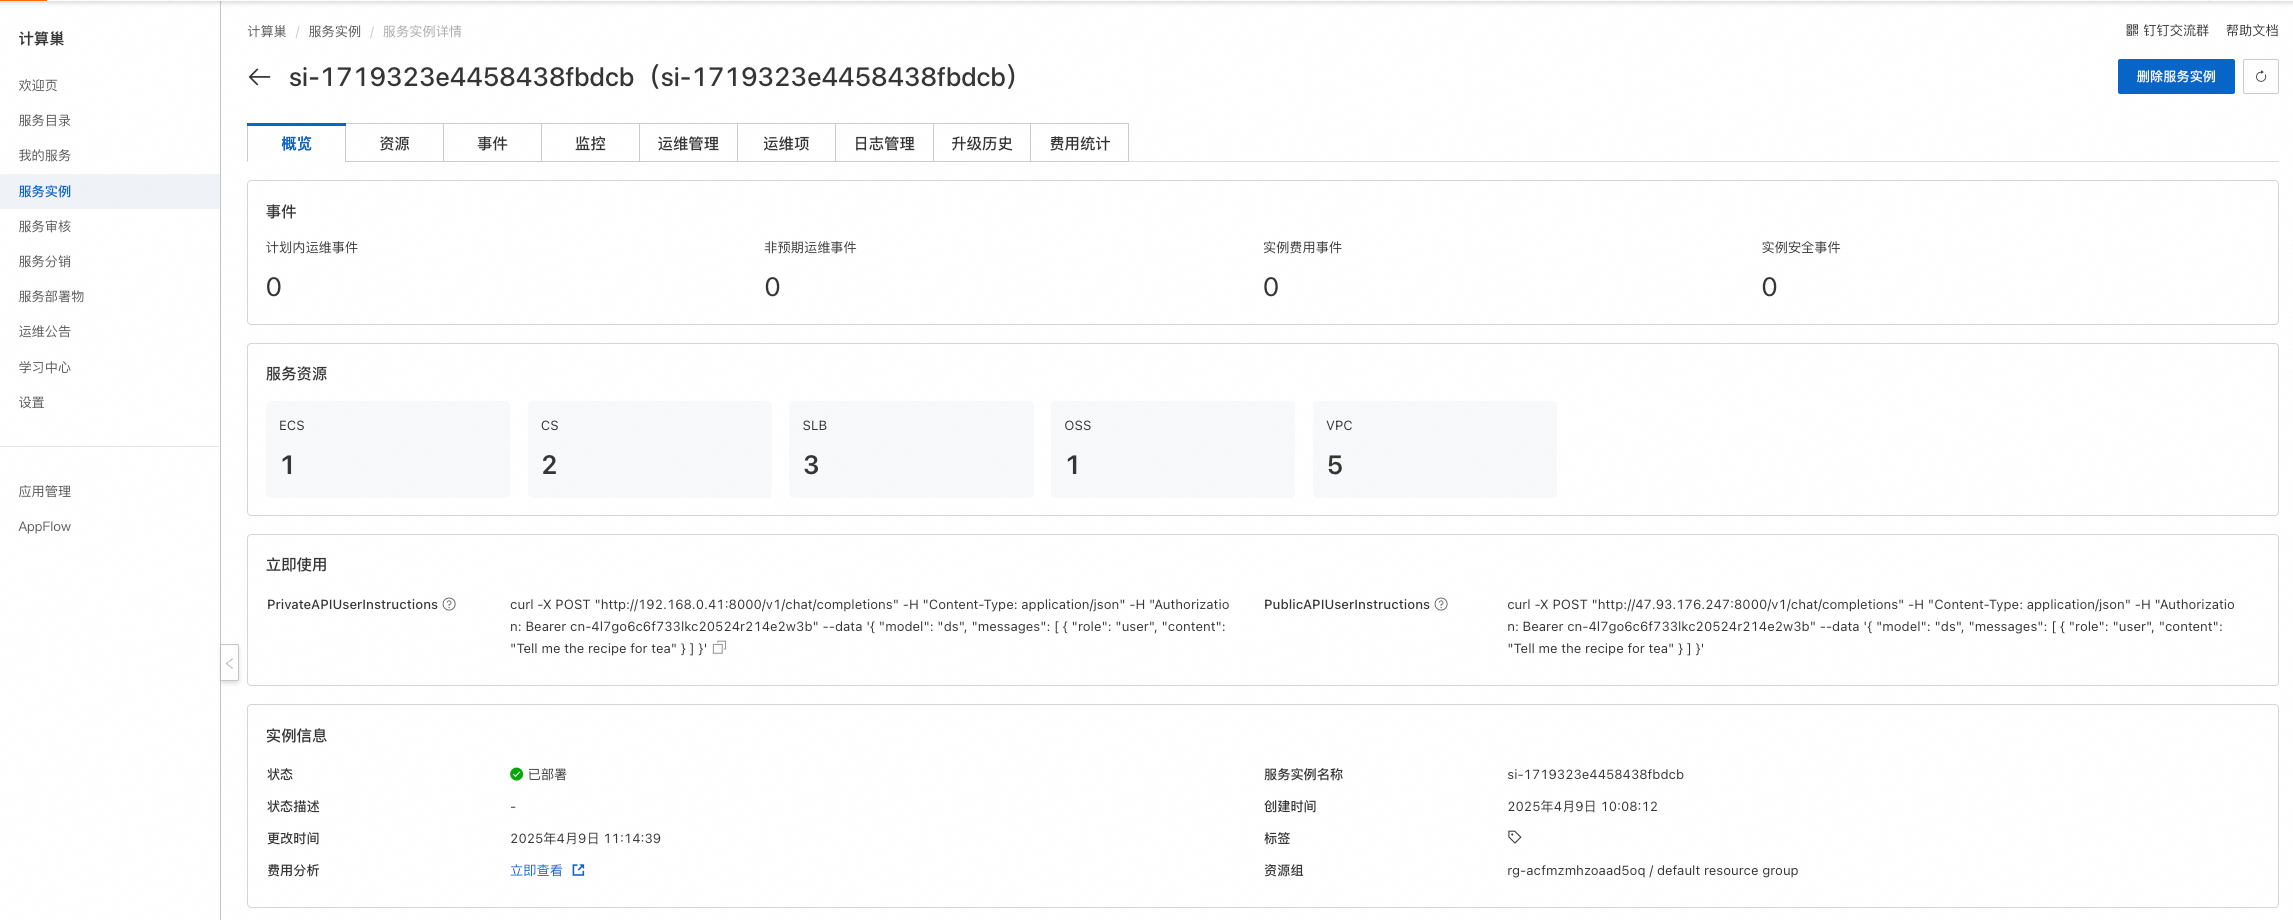 计算巢
欢迎页
服务目录
我的服务
服务实例
服务审核
服务分销
服务部署物
运维公告
学习中心
设置
应用管理
AppFlow
计算巢 / 服务实例 / 服务实例详情
钉钉交流群 帮助文档
si-1719323e4458438fbdcb（si-1719323e4458438fbdcb）
删除服务实例
概览 资源 事件 监控 运维管理 运维项 日志管理 升级历史 费用统计
事件
计划内运维事件 非预期运维事件 实例费用事件 实例安全事件
0 0 0 0
服务资源
ECS CS SLB OSS VPC
1 2 3 1 5
立即使用
PrivateAPIUserInstructions
curl -X POST "http://192.168.0.41:8000/v1/chat/completions" -H "Content-Type: application/json" -H "Authorizatio
n: Bearer cn-4l7go6c6f733lkc20524r214e2w3b" --data '{ "model": "ds", "messages": [ { "role": "user", "content":
"Tell me the recipe for tea" } ] }'
PublicAPIUserInstructions
curl -X POST "http://47.93.176.247:8000/v1/chat/completions" -H "Content-Type: application/json" -H "Authorizatio
n: Bearer cn-4l7go6c6f733lkc20524r214e2w3b" --data '{ "model": "ds", "messages": [ { "role": "user", "content":
"Tell me the recipe for tea" } ] }'
实例信息
状态 已部署 服务实例名称 si-1719323e4458438fbdcb
状态描述 - 创建时间 2025年4月9日 10:08:12
更改时间 2025年4月9日 11:14:39 标签
费用分析 立即查看 资源组 rg-acfmzmhzoaad5oq / default resource group